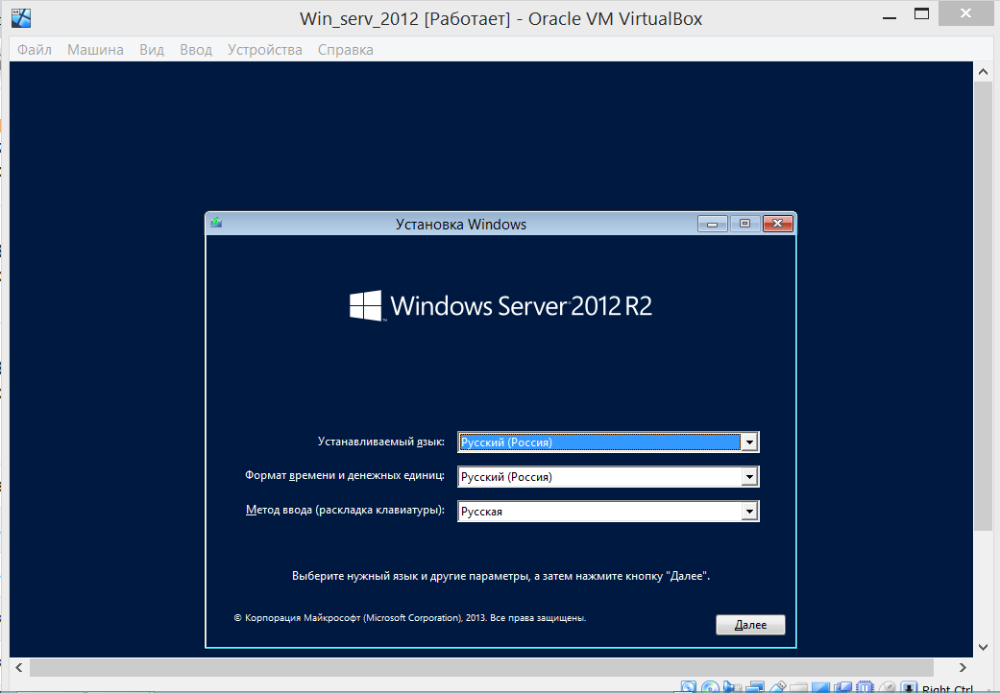 Win_serv_2012 [Работает] - Oracle VM VirtualBox
Файл Машина Вид Ввод Устройства Справка
Установка Windows
Windows Server 2012 R2
Устанавливаемый язык: Русский (Россия)
Формат времени и денежных единиц: Русский (Россия)
Метод ввода (раскладка клавиатуры): Русская
Выберите нужный язык и другие параметры, а затем нажмите кнопку "Далее".
© Корпорация Майкрософт (Microsoft Corporation), 2013. Все права защищены.
Далее
Right Ctrl